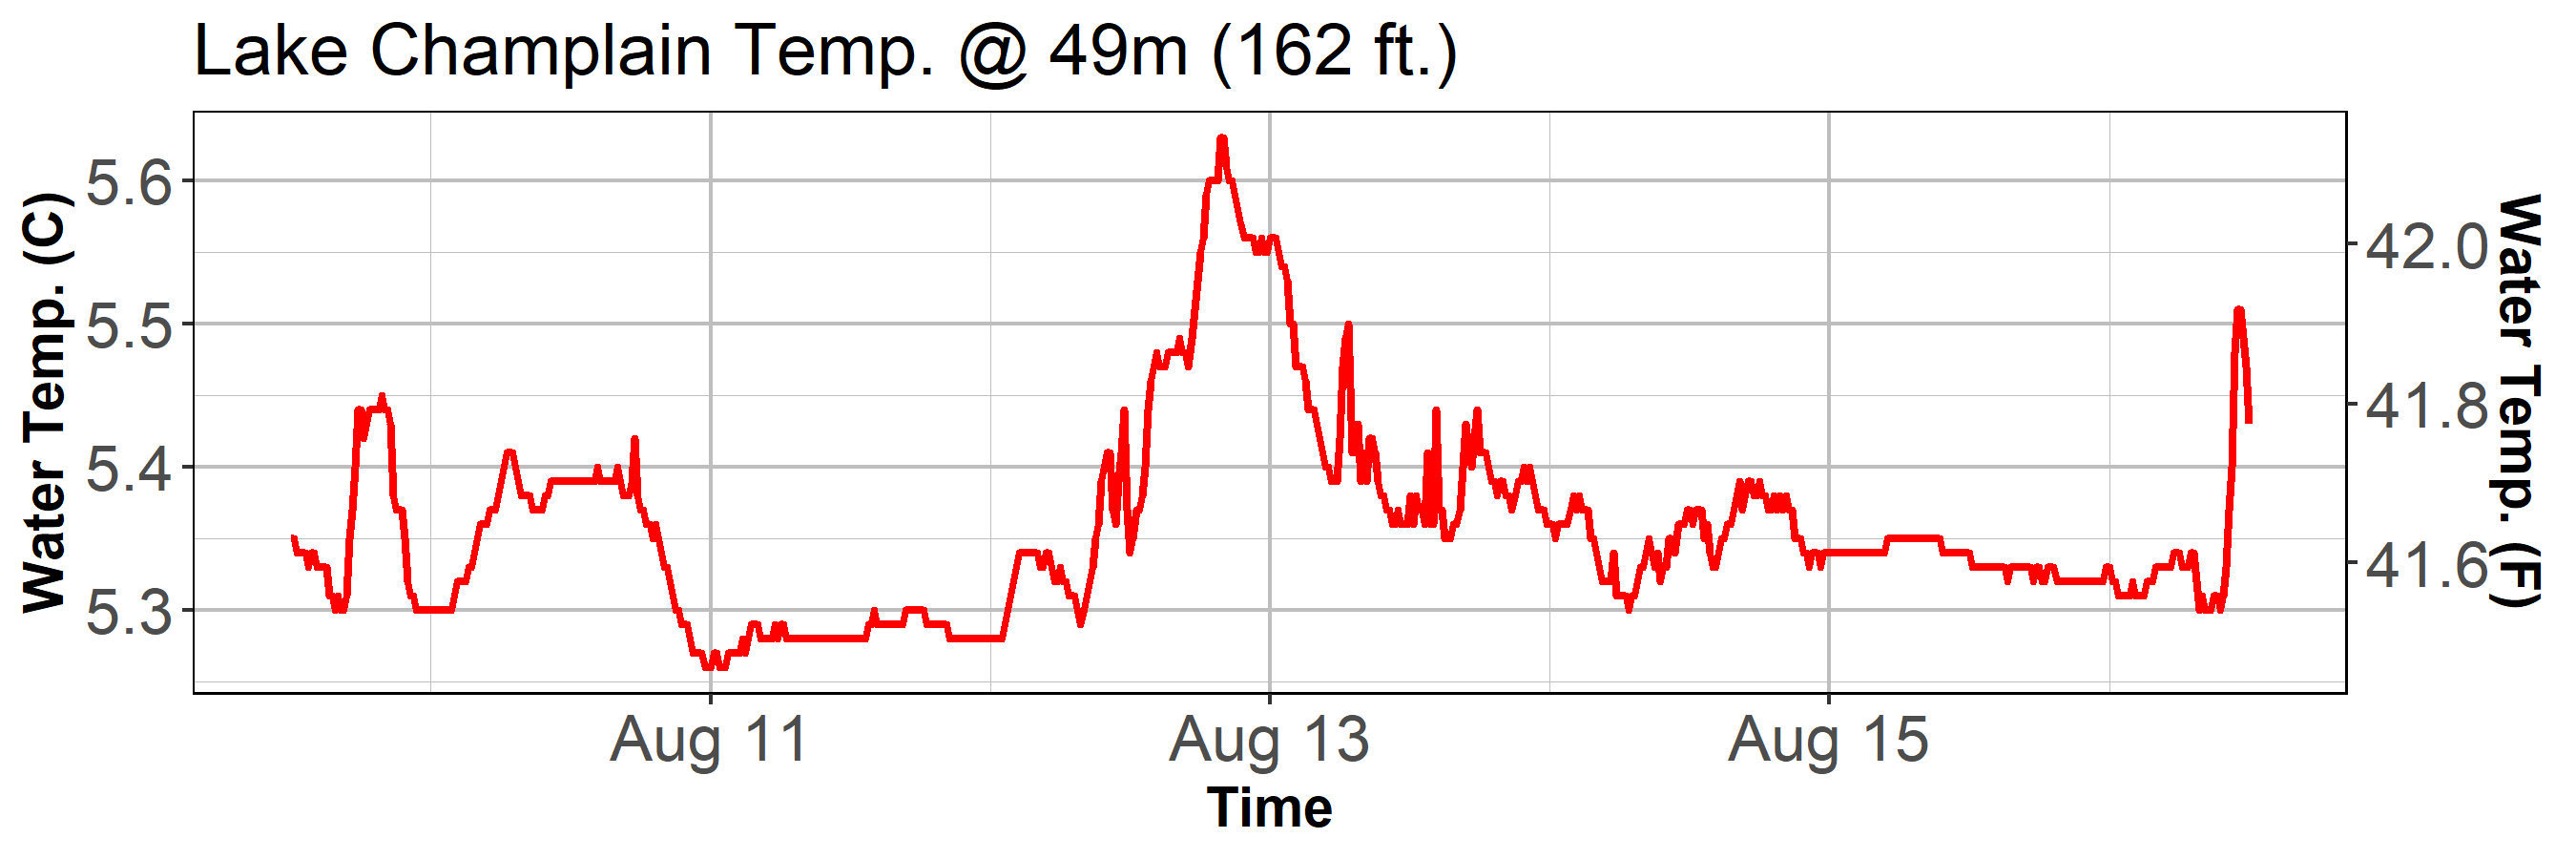 Lake Champlain Temp. @ 49m (162 ft.)
Water Temp. (C)
5.6
5.5
5.4
5.3
42.0
41.8
41.6
Water Temp. (F)
Aug 11
Aug 13
Aug 15
Time